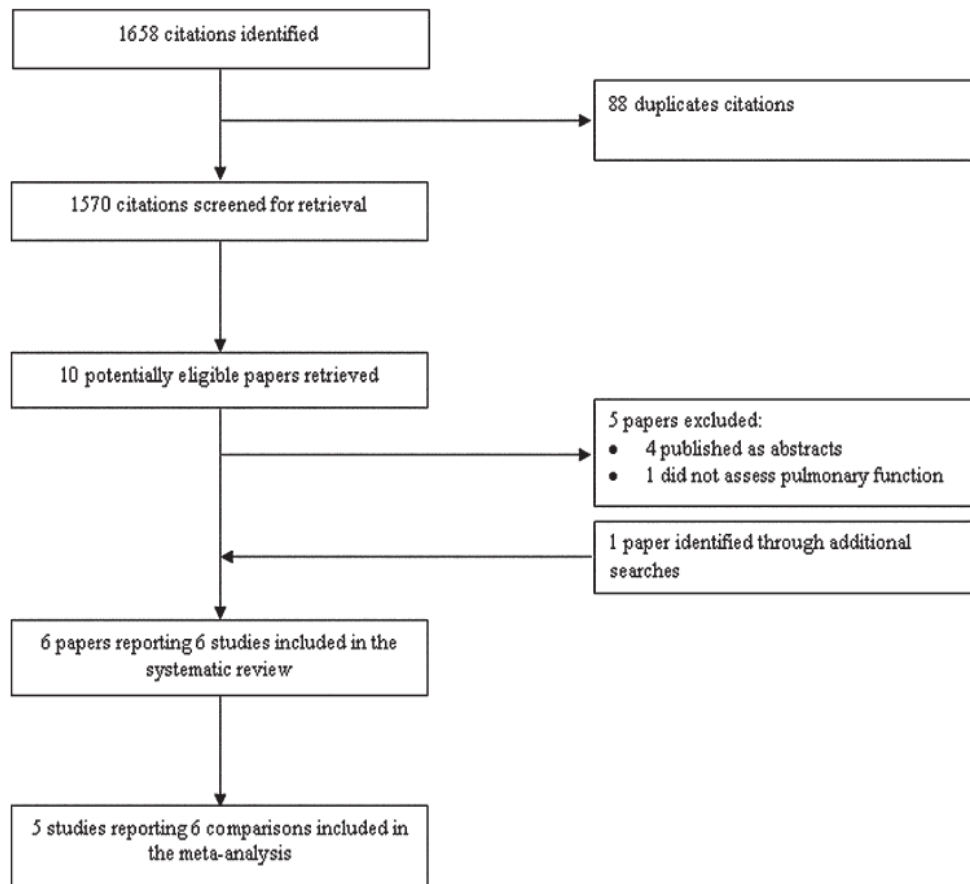 1658 citations identified
88 duplicates citations
1570 citations screened for retrieval
10 potentially eligible papers retrieved
5 papers excluded:
• 4 published as abstracts
• 1 did not assess pulmonary function
1 paper identified through additional
searches
6 papers reporting 6 studies included in the
systematic review
5 studies reporting 6 comparisons included in
the meta-analysis